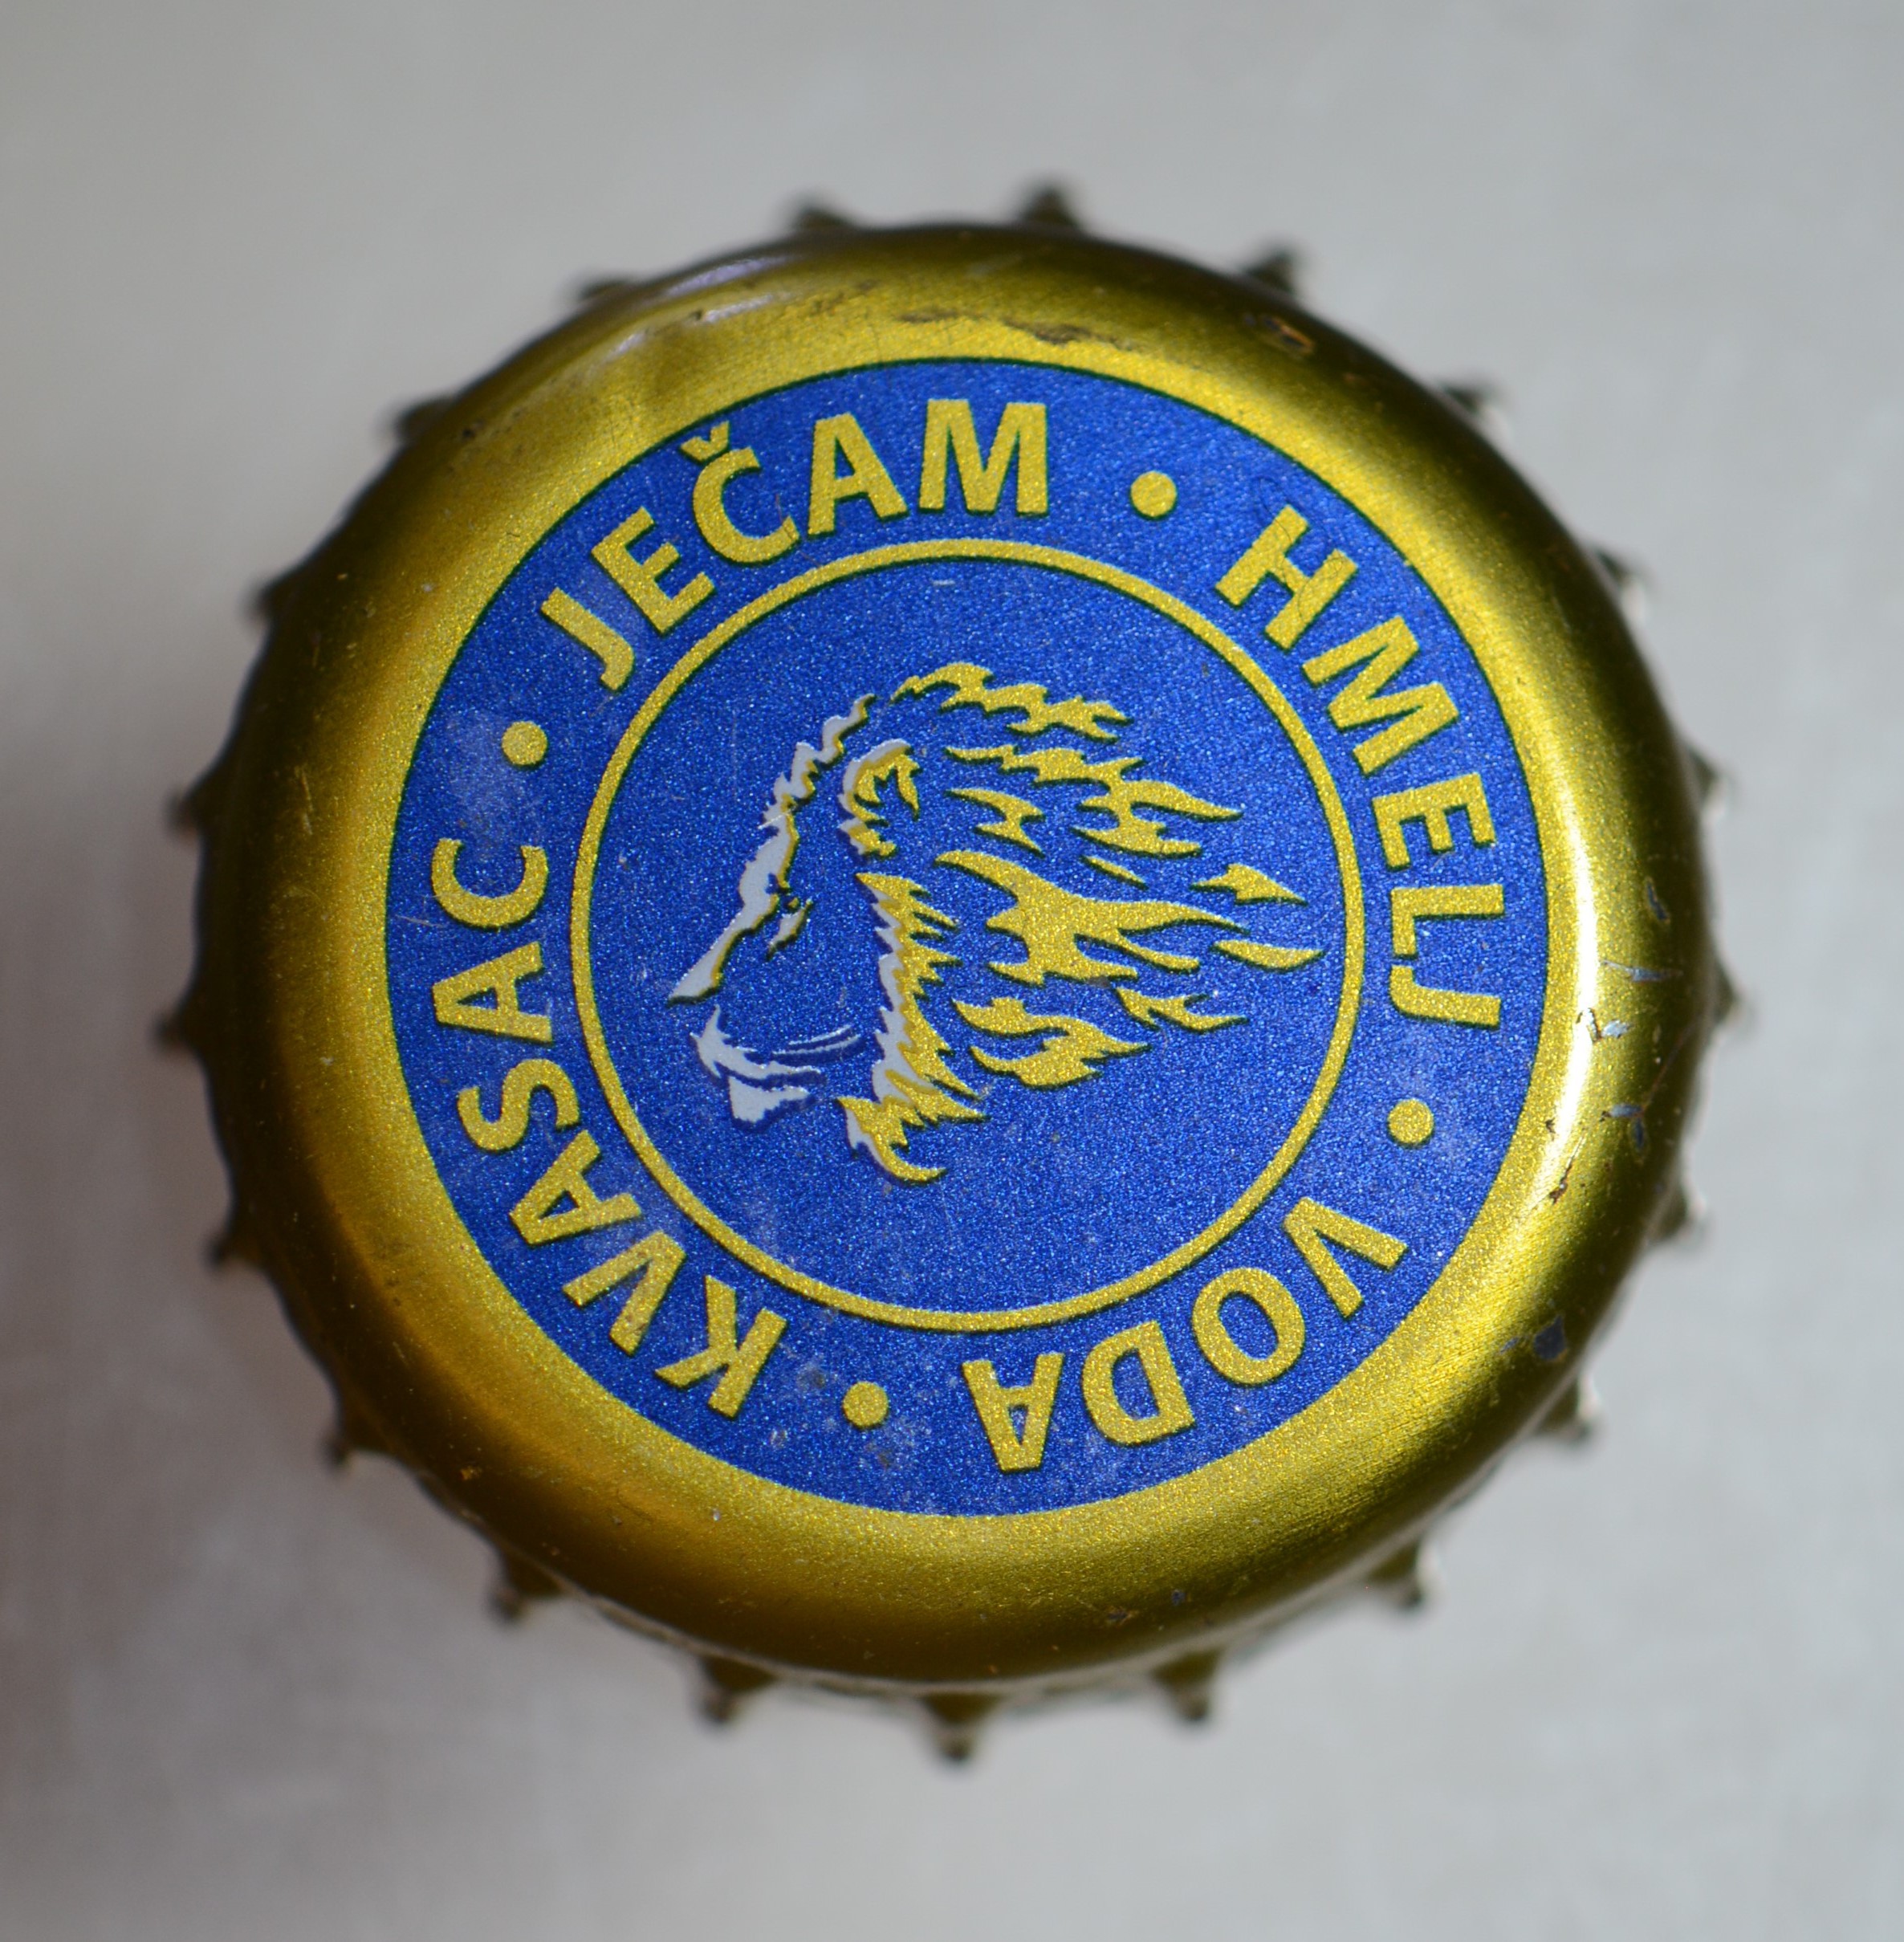 JEČAM • HMELJ • VODA • KVASAC •